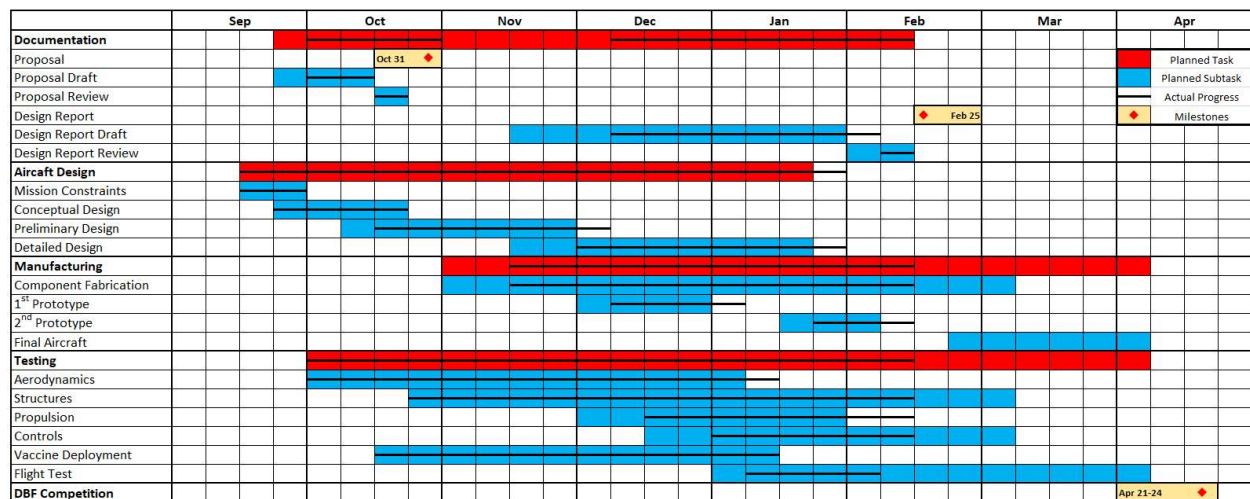 Sep Oct Nov Dec Jan Feb Mar Apr
Documentation
Proposal Oct 31 Planned Task
Proposal Draft Planned Subtask
Proposal Review Actual Progress
Design Report Feb 25 Milestones
Design Report Draft
Design Report Review
Aircaft Design
Mission Constraints
Conceptual Design
Preliminary Design
Detailed Design
Manufacturing
Component Fabrication
1st Prototype
2nd Prototype
Final Aircraft
Testing
Aerodynamics
Structures
Propulsion
Controls
Vaccine Deployment
Flight Test
DBF Competition Apr 21-24